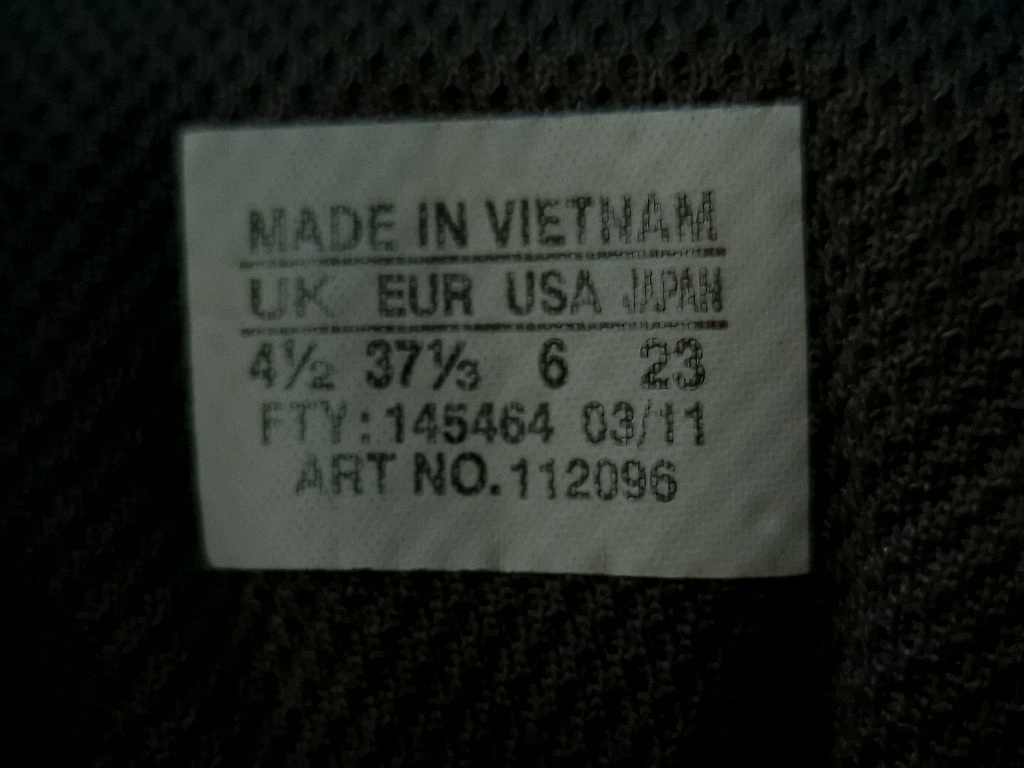 MADE IN VIETNAM
UK EUR USA JAPAN
4½ 37⅓ 6 23
FTY: 145464 03/11
ART NO. 112096